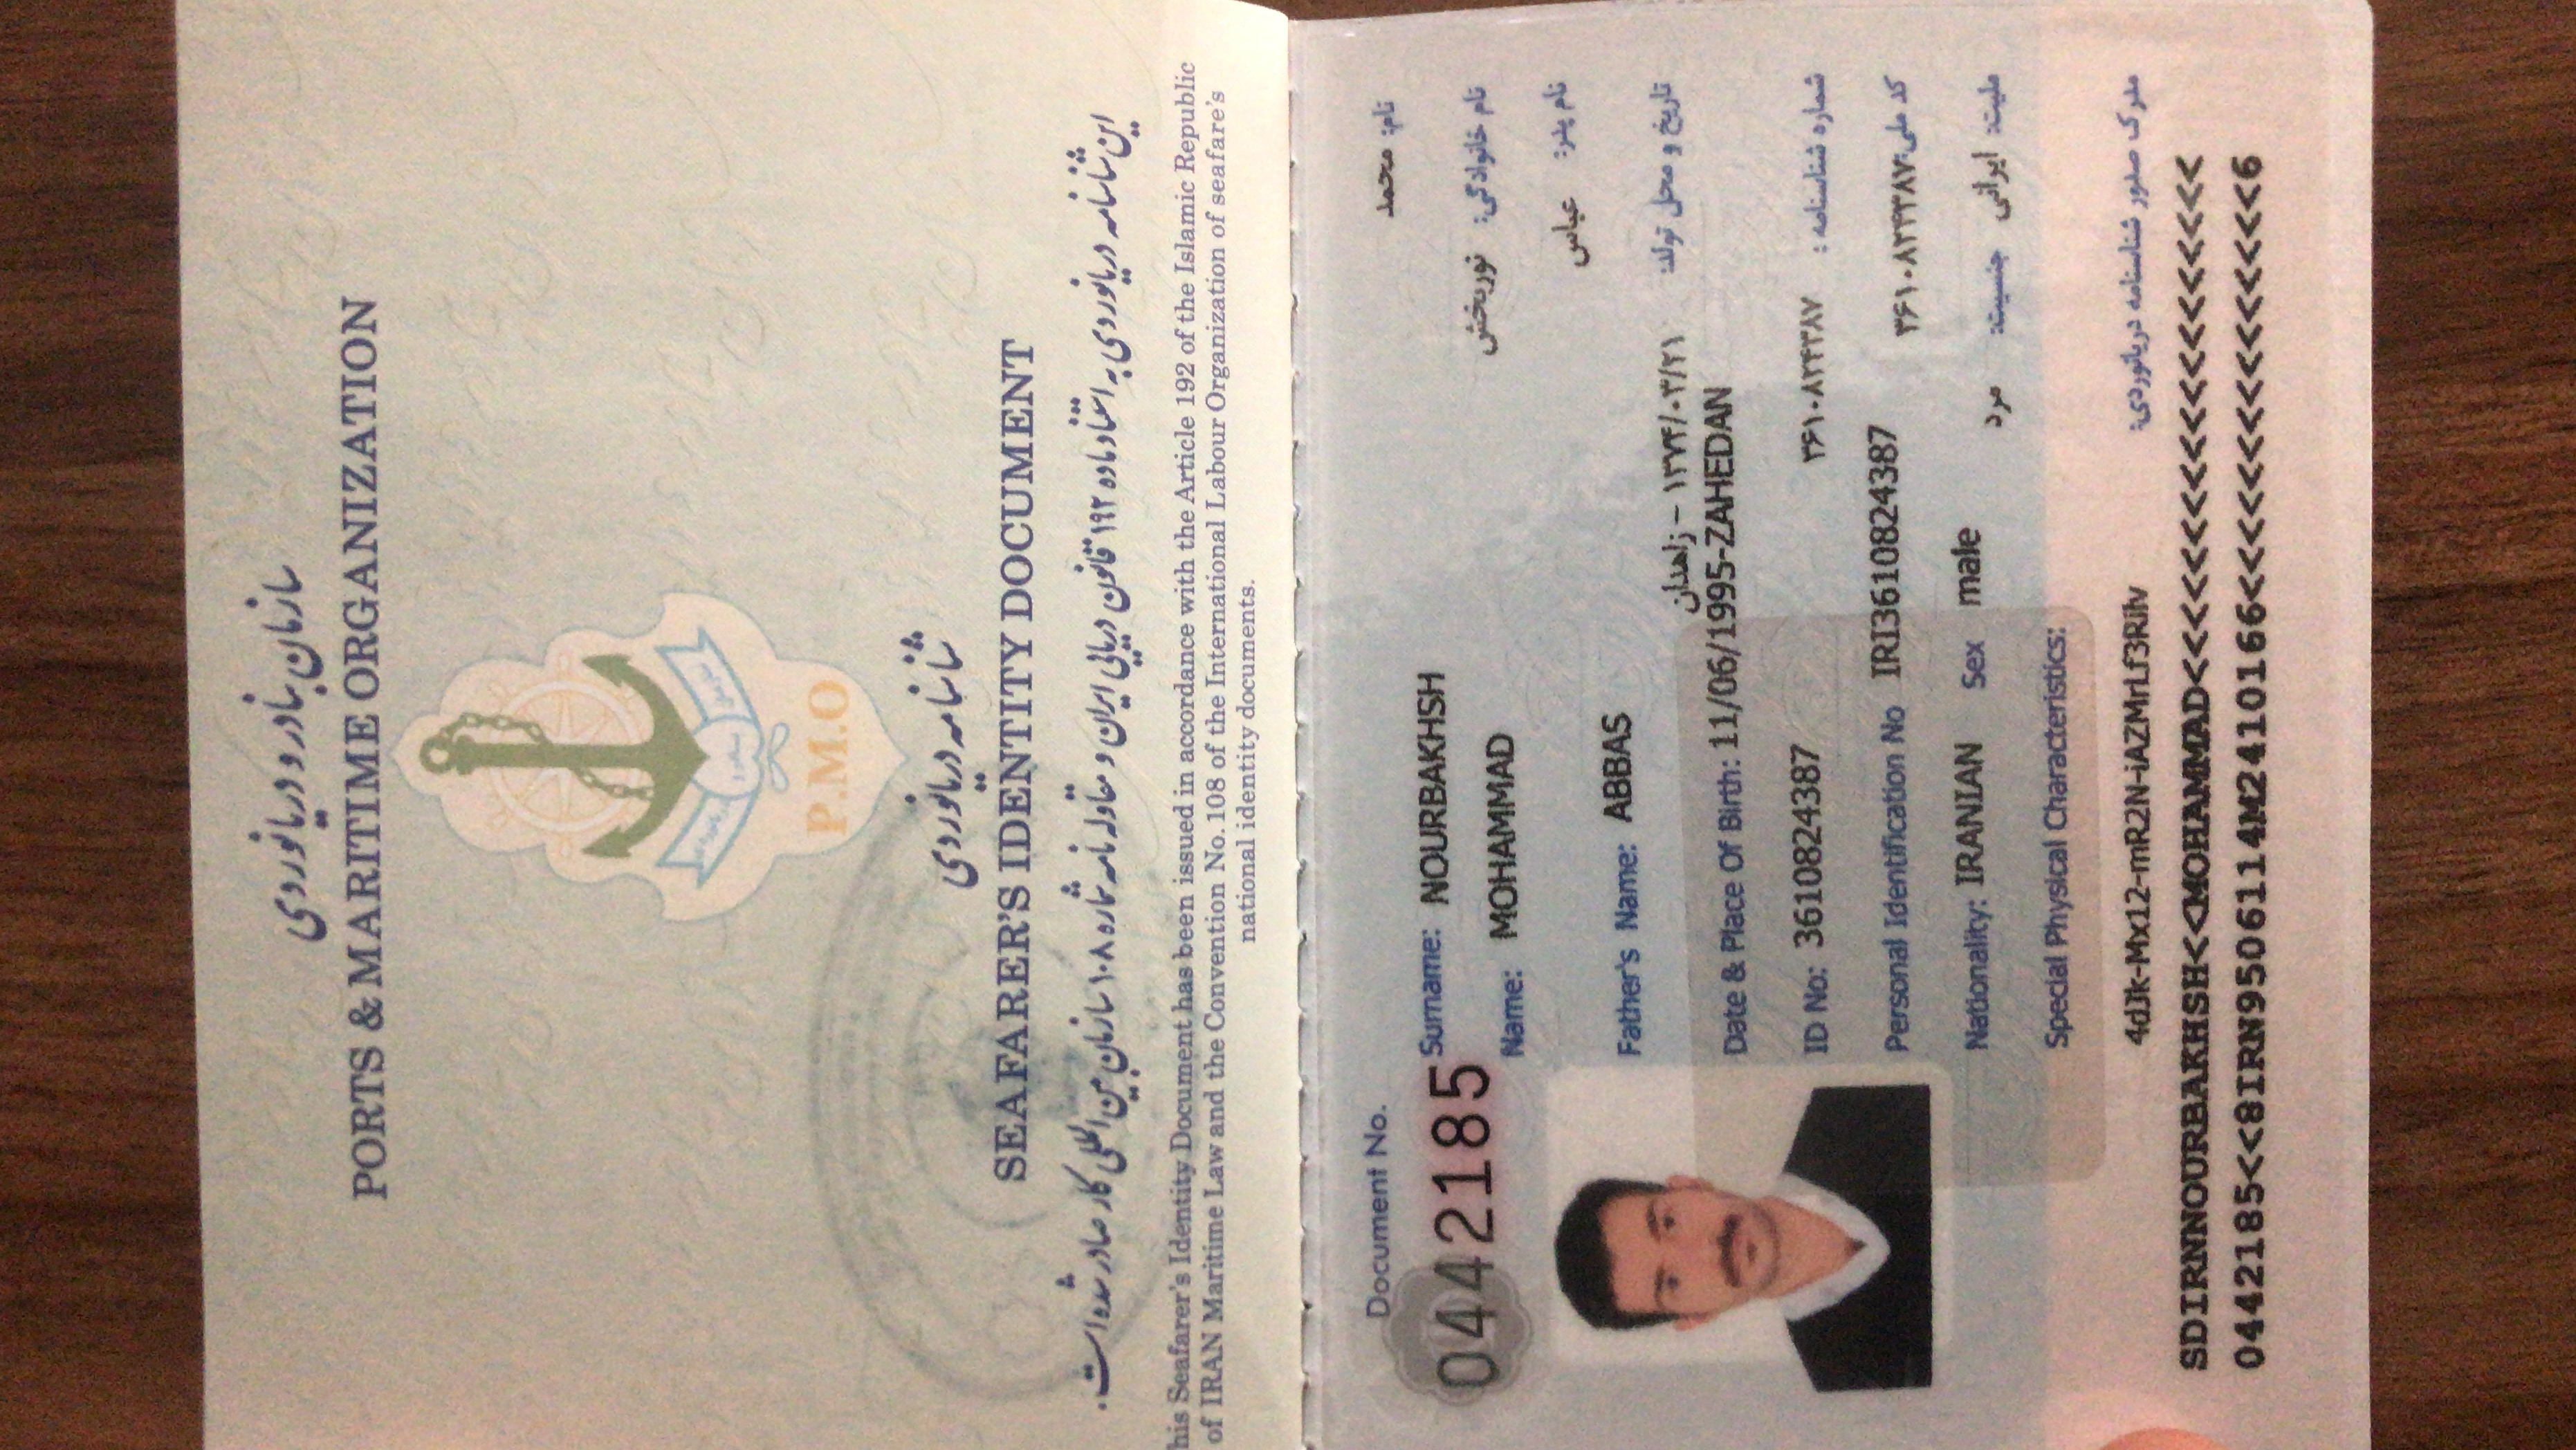 سازمان بنادر و دریانوردی
PORTS & MARITIME ORGANIZATION
P.M.O
شناسنامه دریانوردی
SEAFARER'S IDENTITY DOCUMENT
این شناسنامه دریانوردی به استناد ماده ۱۹۲ قانون دریایی ایران و مقاوله نامه شماره ۱۰۸ سازمان بین المللی کار صادر شده است.
his Seafarer's Identity Document has been issued in accordance with the Article 192 of the Islamic Republic
of IRAN Maritime Law and the Convention No. 108 of the International Labour Organization of seafare's
national identity documents.
Document No.
0442185
نام: محمد
Surname: NOURBAKHSH
نام خانوادگی: نوربخش
Name: MOHAMMAD
نام پدر: عباس
Father's Name: ABBAS
تاریخ و محل تولد: ۱۳۷۴/۰۳/۲۱ – زاهدان
Date & Place Of Birth: 11/06/1995-ZAHEDAN
ID No: 3610824387
شماره شناسنامه : ۳۶۱۰۸۲۴۳۸۷
Personal Identification No IRI3610824387
کد ملی: ۳۶۱۰۸۲۴۳۸۷
Nationality: IRANIAN Sex male
ملیت: ایرانی جنسیت: مرد
Special Physical Characteristics:
مدرک صدور شناسنامه دریانوردی:
4dJk-Mx12-mR2N-iAZMrLf3Rilv
SDIRNNOURBAKHSH<<MOHAMMAD<<<<<<<<<<<<<<<<<<<
0442185<<8IRN9506114M2410166<<<<<<<<<<<<<<<6